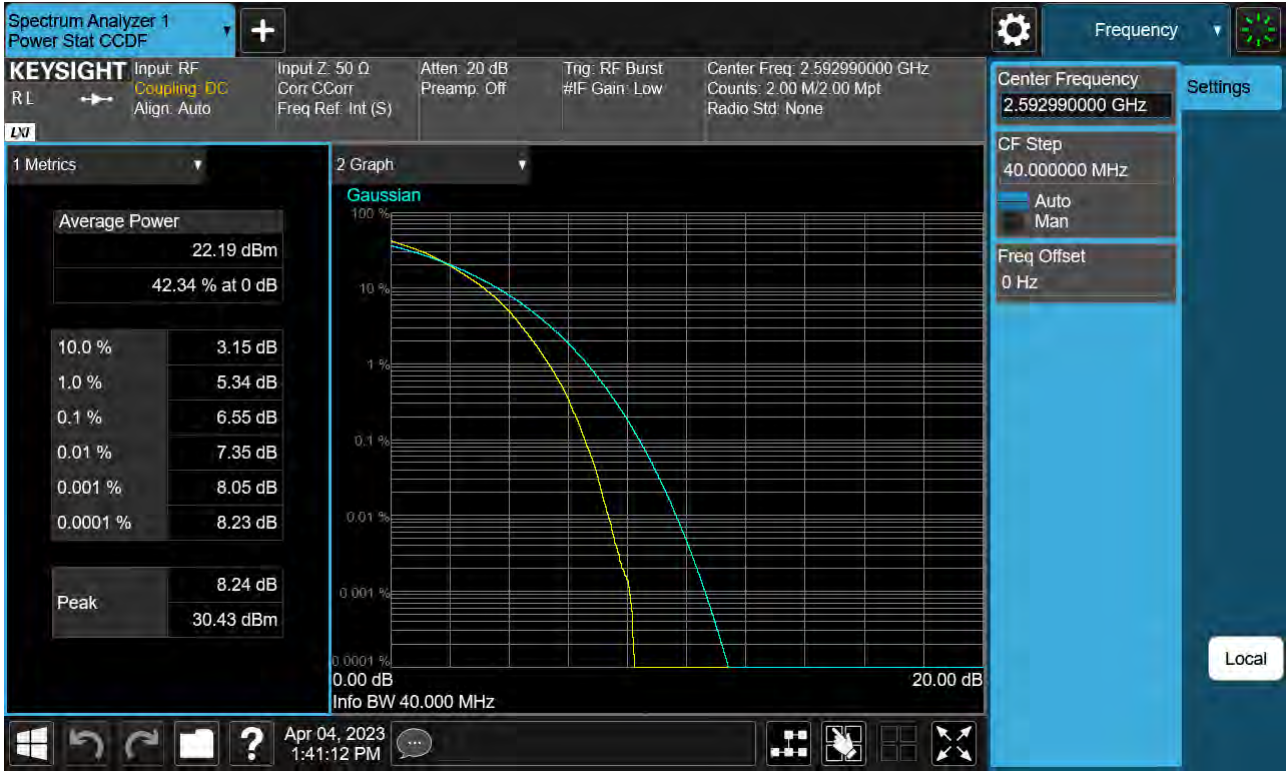 Spectrum Analyzer 1
Power Stat CCDF
+
Frequency
KEYSIGHT
RL
LXI
Input: RF
Coupling: DC
Align: Auto
Input Z: 50 Ω
Corr CCorr
Freq Ref: Int (S)
Atten: 20 dB
Preamp: Off
Trig: RF Burst
#IF Gain: Low
Center Freq: 2.592990000 GHz
Counts: 2.00 M/2.00 Mpt
Radio Std: None
Center Frequency
2.592990000 GHz
Settings
CF Step
40.000000 MHz
Auto
Man
Freq Offset
0 Hz
Local
1 Metrics
Average Power
22.19 dBm
42.34 % at 0 dB
10.0 % 3.15 dB
1.0 % 5.34 dB
0.1 % 6.55 dB
0.01 % 7.35 dB
0.001 % 8.05 dB
0.0001 % 8.23 dB
Peak
8.24 dB
30.43 dBm
2 Graph
Gaussian
100 %
10 %
1 %
0.1 %
0.01 %
0.001 %
0.0001 %
0.00 dB 20.00 dB
Info BW 40.000 MHz
?
Apr 04, 2023
1:41:12 PM